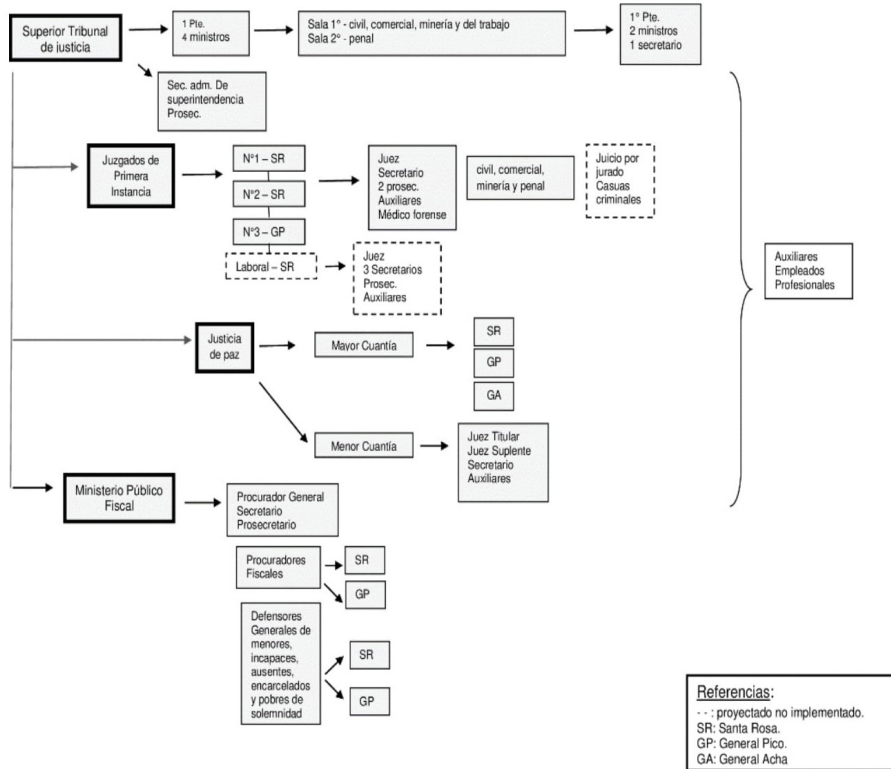 Superior Tribunal
de justicia
1 Pte.
4 ministros
Sala 1° - civil, comercial, minería y del trabajo
Sala 2° - penal
1° Pte.
2 ministros
1 secretario
Sec. adm. De
superintendencia
Prosec.
Juzgados de
Primera
Instancia
N°1 – SR
N°2 – SR
N°3 – GP
Laboral – SR
Juez
Secretario
2 prosec.
Auxiliares
Médico forense
civil, comercial,
minería y penal
Juicio por
jurado
Casuas
criminales
Juez
3 Secretarios
Prosec.
Auxiliares
Auxiliares
Empleados
Profesionales
Justicia
de paz
Mayor Cuantía
SR
GP
GA
Menor Cuantía
Juez Titular
Juez Suplente
Secretario
Auxiliares
Ministerio Público
Fiscal
Procurador General
Secretario
Prosecretario
Procuradores
Fiscales
SR
GP
Defensores
Generales de
menores,
incapaces,
ausentes,
encarcelados
y pobres de
solemnidad
SR
GP
Referencias:
- - : proyectado no implementado.
SR: Santa Rosa.
GP: General Pico.
GA: General Acha